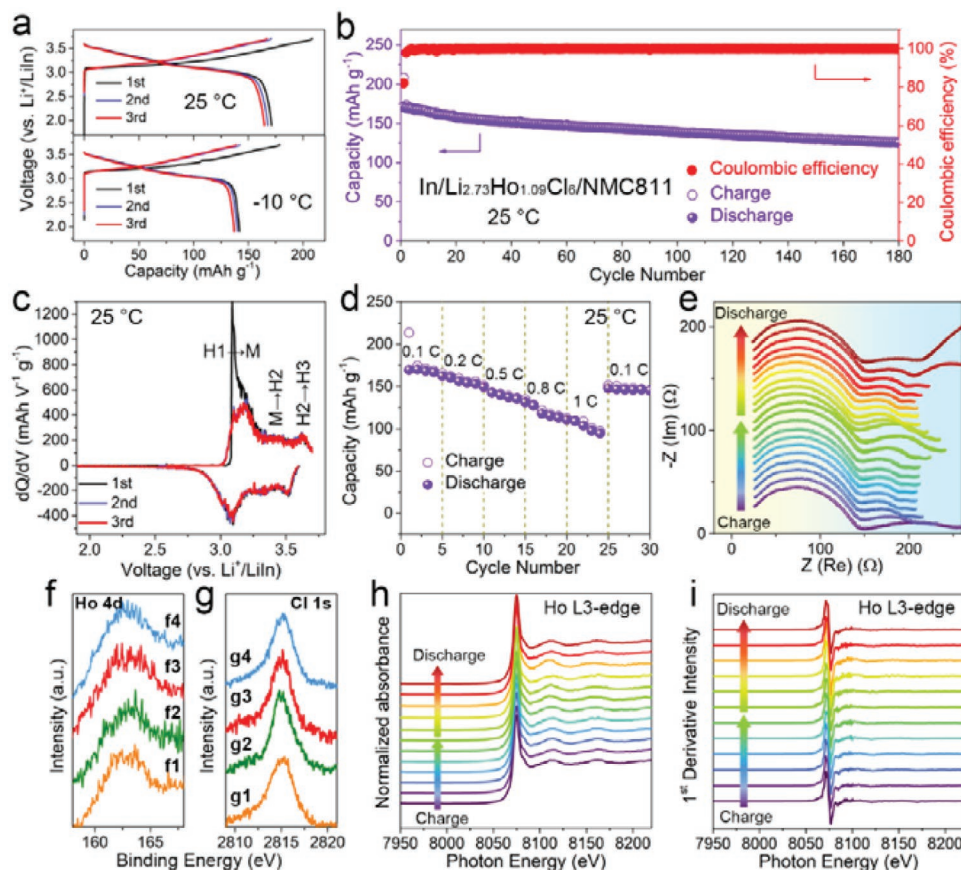 a
Voltage (vs. Li⁺/LiIn)
3.5
3.0
2.5
2.0
1st
2nd
3rd
25 °C
3.5
3.0
2.5
2.0
1st
2nd
3rd
-10 °C
0 50 100 150 200
Capacity (mAh g⁻¹)
b
Capacity (mAh g⁻¹)
250
200
150
100
50
0
In/Li₂.₇₃Ho₁.₀₉Cl₆/NMC811
25 °C
Coulombic efficiency
Charge
Discharge
100
80
60
40
20
0
Coulombic efficiency (%)
0 20 40 60 80 100 120 140 160 180
Cycle Number
c
25 °C
dQ/dV (mAh V⁻¹ g⁻¹)
1200
1000
800
600
400
200
0
-200
-400
H1→M
M→H2
H2→H3
1st
2nd
3rd
2.0 2.5 3.0 3.5
Voltage (vs. Li⁺/LiIn)
d
25 °C
Capacity (mAh g⁻¹)
250
200
150
100
50
0
0.1 C
0.2 C
0.5 C
0.8 C
1 C
0.1 C
Charge
Discharge
0 5 10 15 20 25 30
Cycle Number
e
-Z (Im) (Ω)
200
100
0
Discharge
Charge
0 100 200
Z (Re) (Ω)
f
Ho 4d
f4
f3
f2
f1
Intensity (a.u.)
160 165
Binding Energy (eV)
g
Cl 1s
g4
g3
g2
g1
Intensity (a.u.)
2810 2815 2820
Binding Energy (eV)
h
Ho L3-edge
Normalized absorbance
Discharge
Charge
7950 8000 8050 8100 8150 8200
Photon Energy (eV)
i
Ho L3-edge
1st Derivative Intensity
Discharge
Charge
7950 8000 8050 8100 8150 8200
Photon Energy (eV)